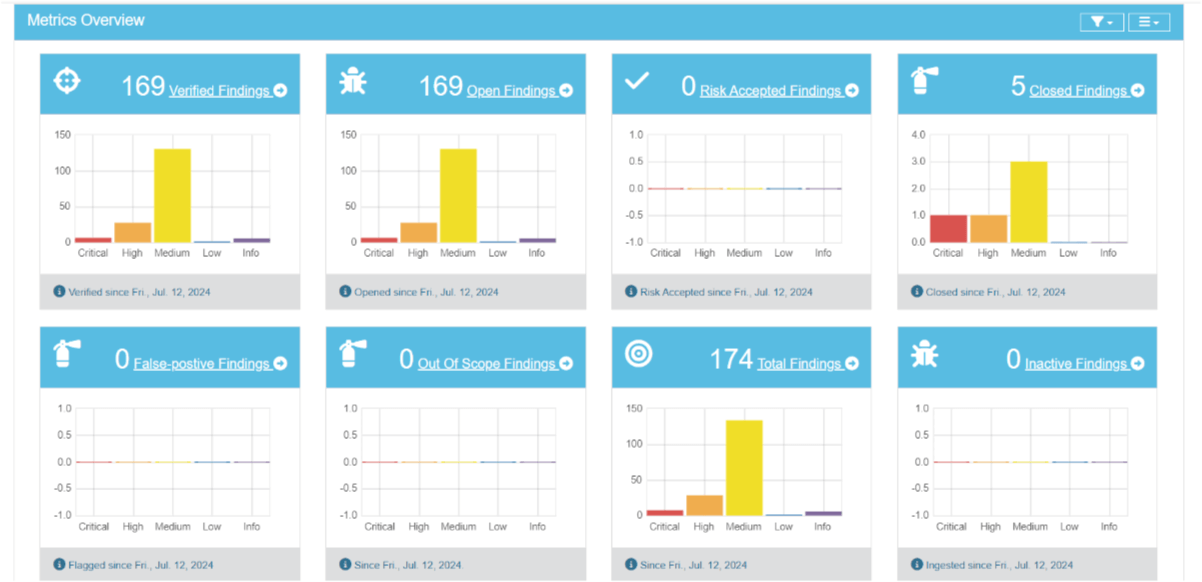 Metrics Overview
169 Verified Findings
150
100
50
0
Critical High Medium Low Info
Verified since Fri., Jul. 12, 2024
169 Open Findings
150
100
50
0
Critical High Medium Low Info
Opened since Fri., Jul. 12, 2024
0 Risk Accepted Findings
1.0
0.5
0.0
-0.5
-1.0
Critical High Medium Low Info
Risk Accepted since Fri., Jul. 12, 2024
5 Closed Findings
4.0
3.0
2.0
1.0
0.0
Critical High Medium Low Info
Closed since Fri., Jul. 12, 2024
0 False-postive Findings
1.0
0.5
0.0
-0.5
-1.0
Critical High Medium Low Info
Flagged since Fri., Jul. 12, 2024
0 Out Of Scope Findings
1.0
0.5
0.0
-0.5
-1.0
Critical High Medium Low Info
Since Fri., Jul. 12, 2024
174 Total Findings
150
100
50
0
Critical High Medium Low Info
Since Fri., Jul. 12, 2024
0 Inactive Findings
1.0
0.5
0.0
-0.5
-1.0
Critical High Medium Low Info
Ingested since Fri., Jul. 12, 2024